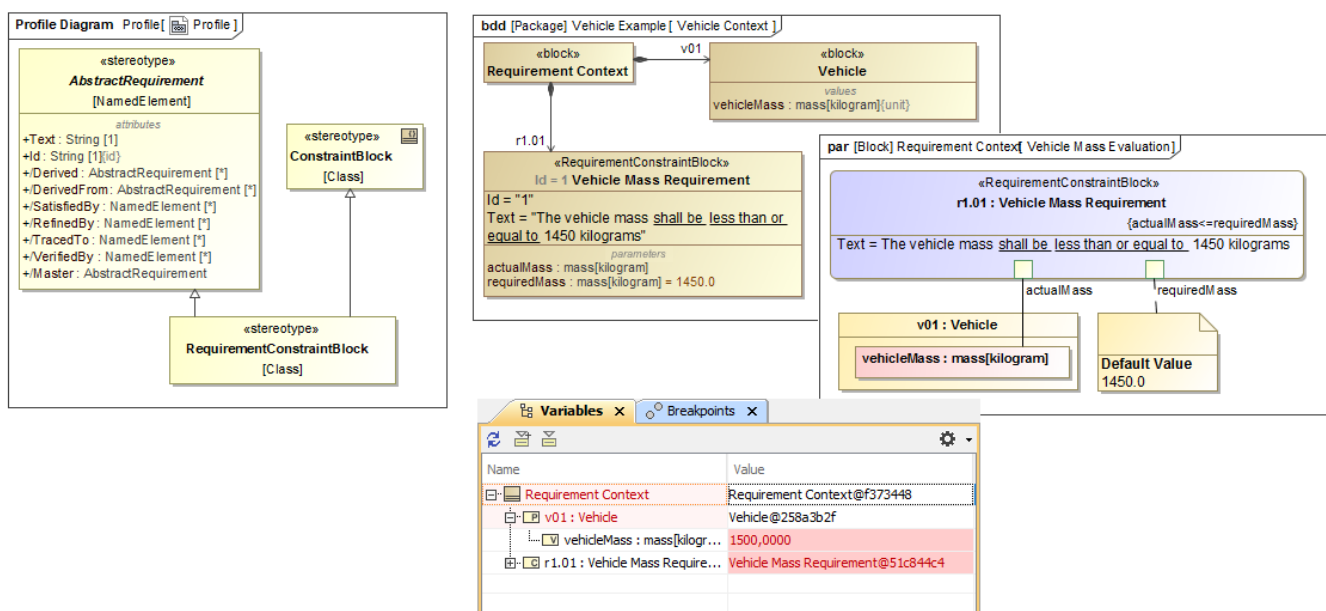 Profile Diagram Profile[ Profile ]
«stereotype»
AbstractRequirement
[NamedElement]
attributes
+Text : String [1]
+Id : String [1]{id}
+/Derived : AbstractRequirement [*]
+/DerivedFrom : AbstractRequirement [*]
+/SatisfiedBy : NamedElement [*]
+/RefinedBy : NamedElement [*]
+/TracedTo : NamedElement [*]
+/VerifiedBy : NamedElement [*]
+/Master : AbstractRequirement
«stereotype»
ConstraintBlock
[Class]
«stereotype»
RequirementConstraintBlock
[Class]
bdd [Package] Vehicle Example[ Vehicle Context ]
«block»
Requirement Context
v01
«block»
Vehicle
values
vehicleMass : mass[kilogram]{unit}
r1.01
«RequirementConstraintBlock»
Id = 1 Vehicle Mass Requirement
Id = "1"
Text = "The vehicle mass shall be less than or
equal to 1450 kilograms"
parameters
actualMass : mass[kilogram]
requiredMass : mass[kilogram] = 1450.0
par [Block] Requirement Context[ Vehicle Mass Evaluation]
«RequirementConstraintBlock»
r1.01 : Vehicle Mass Requirement
{actualMass<=requiredMass}
Text = The vehicle mass shall be less than or equal to 1450 kilograms
actualMass
requiredMass
v01 : Vehicle
vehicleMass : mass[kilogram]
Default Value
1450.0
Variables
Breakpoints
Name Value
Requirement Context Requirement Context@f373448
P v01 : Vehicle Vehicle@258a3b2f
V vehicleMass : mass[kilogr... 1500,0000
C r1.01 : Vehicle Mass Require... Vehicle Mass Requirement@51c844c4